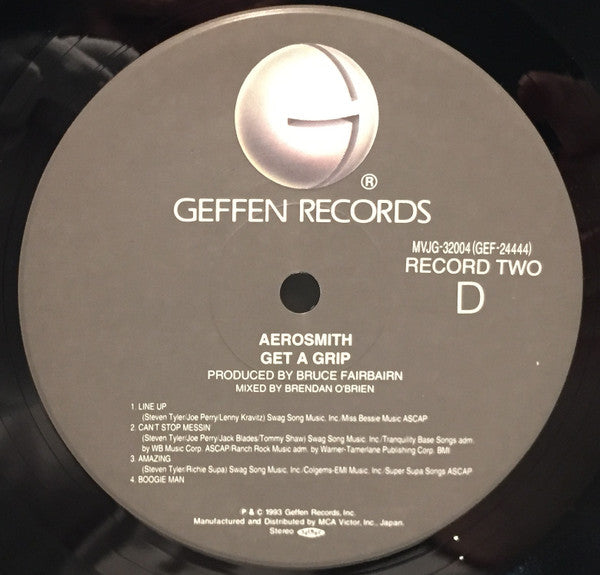 ®
GEFFEN RECORDS
MVJG-32004 (GEF-24444)
RECORD TWO
D
AEROSMITH
GET A GRIP
PRODUCED BY BRUCE FAIRBAIRN
MIXED BY BRENDAN O'BRIEN
1. LINE UP
(Steven Tyler/Joe Perry/Lenny Kravitz) Swag Song Music, Inc./Miss Bessie Music ASCAP
2. CAN'T STOP MESSIN'
(Steven Tyler/Joe Perry/Jack Blades/Tommy Shaw) Swag Song Music, Inc./Tranquility Base Songs adm.
by WB Music Corp. ASCAP/Ranch Rock Music adm. by Warner-Tamerlane Publishing Corp. BMI
3. AMAZING
(Steven Tyler/Richie Supa) Swag Song Music, Inc./Colgems-EMI Music, Inc./Super Supa Songs ASCAP
4. BOOGIE MAN
℗ & © 1993 Geffen Records, Inc.
Manufactured and Distributed by MCA Victor, Inc., Japan.
Stereo